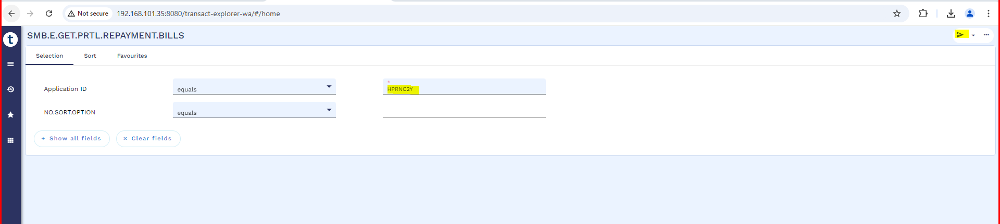 Not secure 192.168.101.35:8080/transact-explorer-wa/#/home
t
SMB.E.GET.PRTL.REPAYMENT.BILLS
Selection Sort Favourites
Application ID equals * HPRNC2Y
NO.SORT.OPTION equals
+ Show all fields × Clear fields